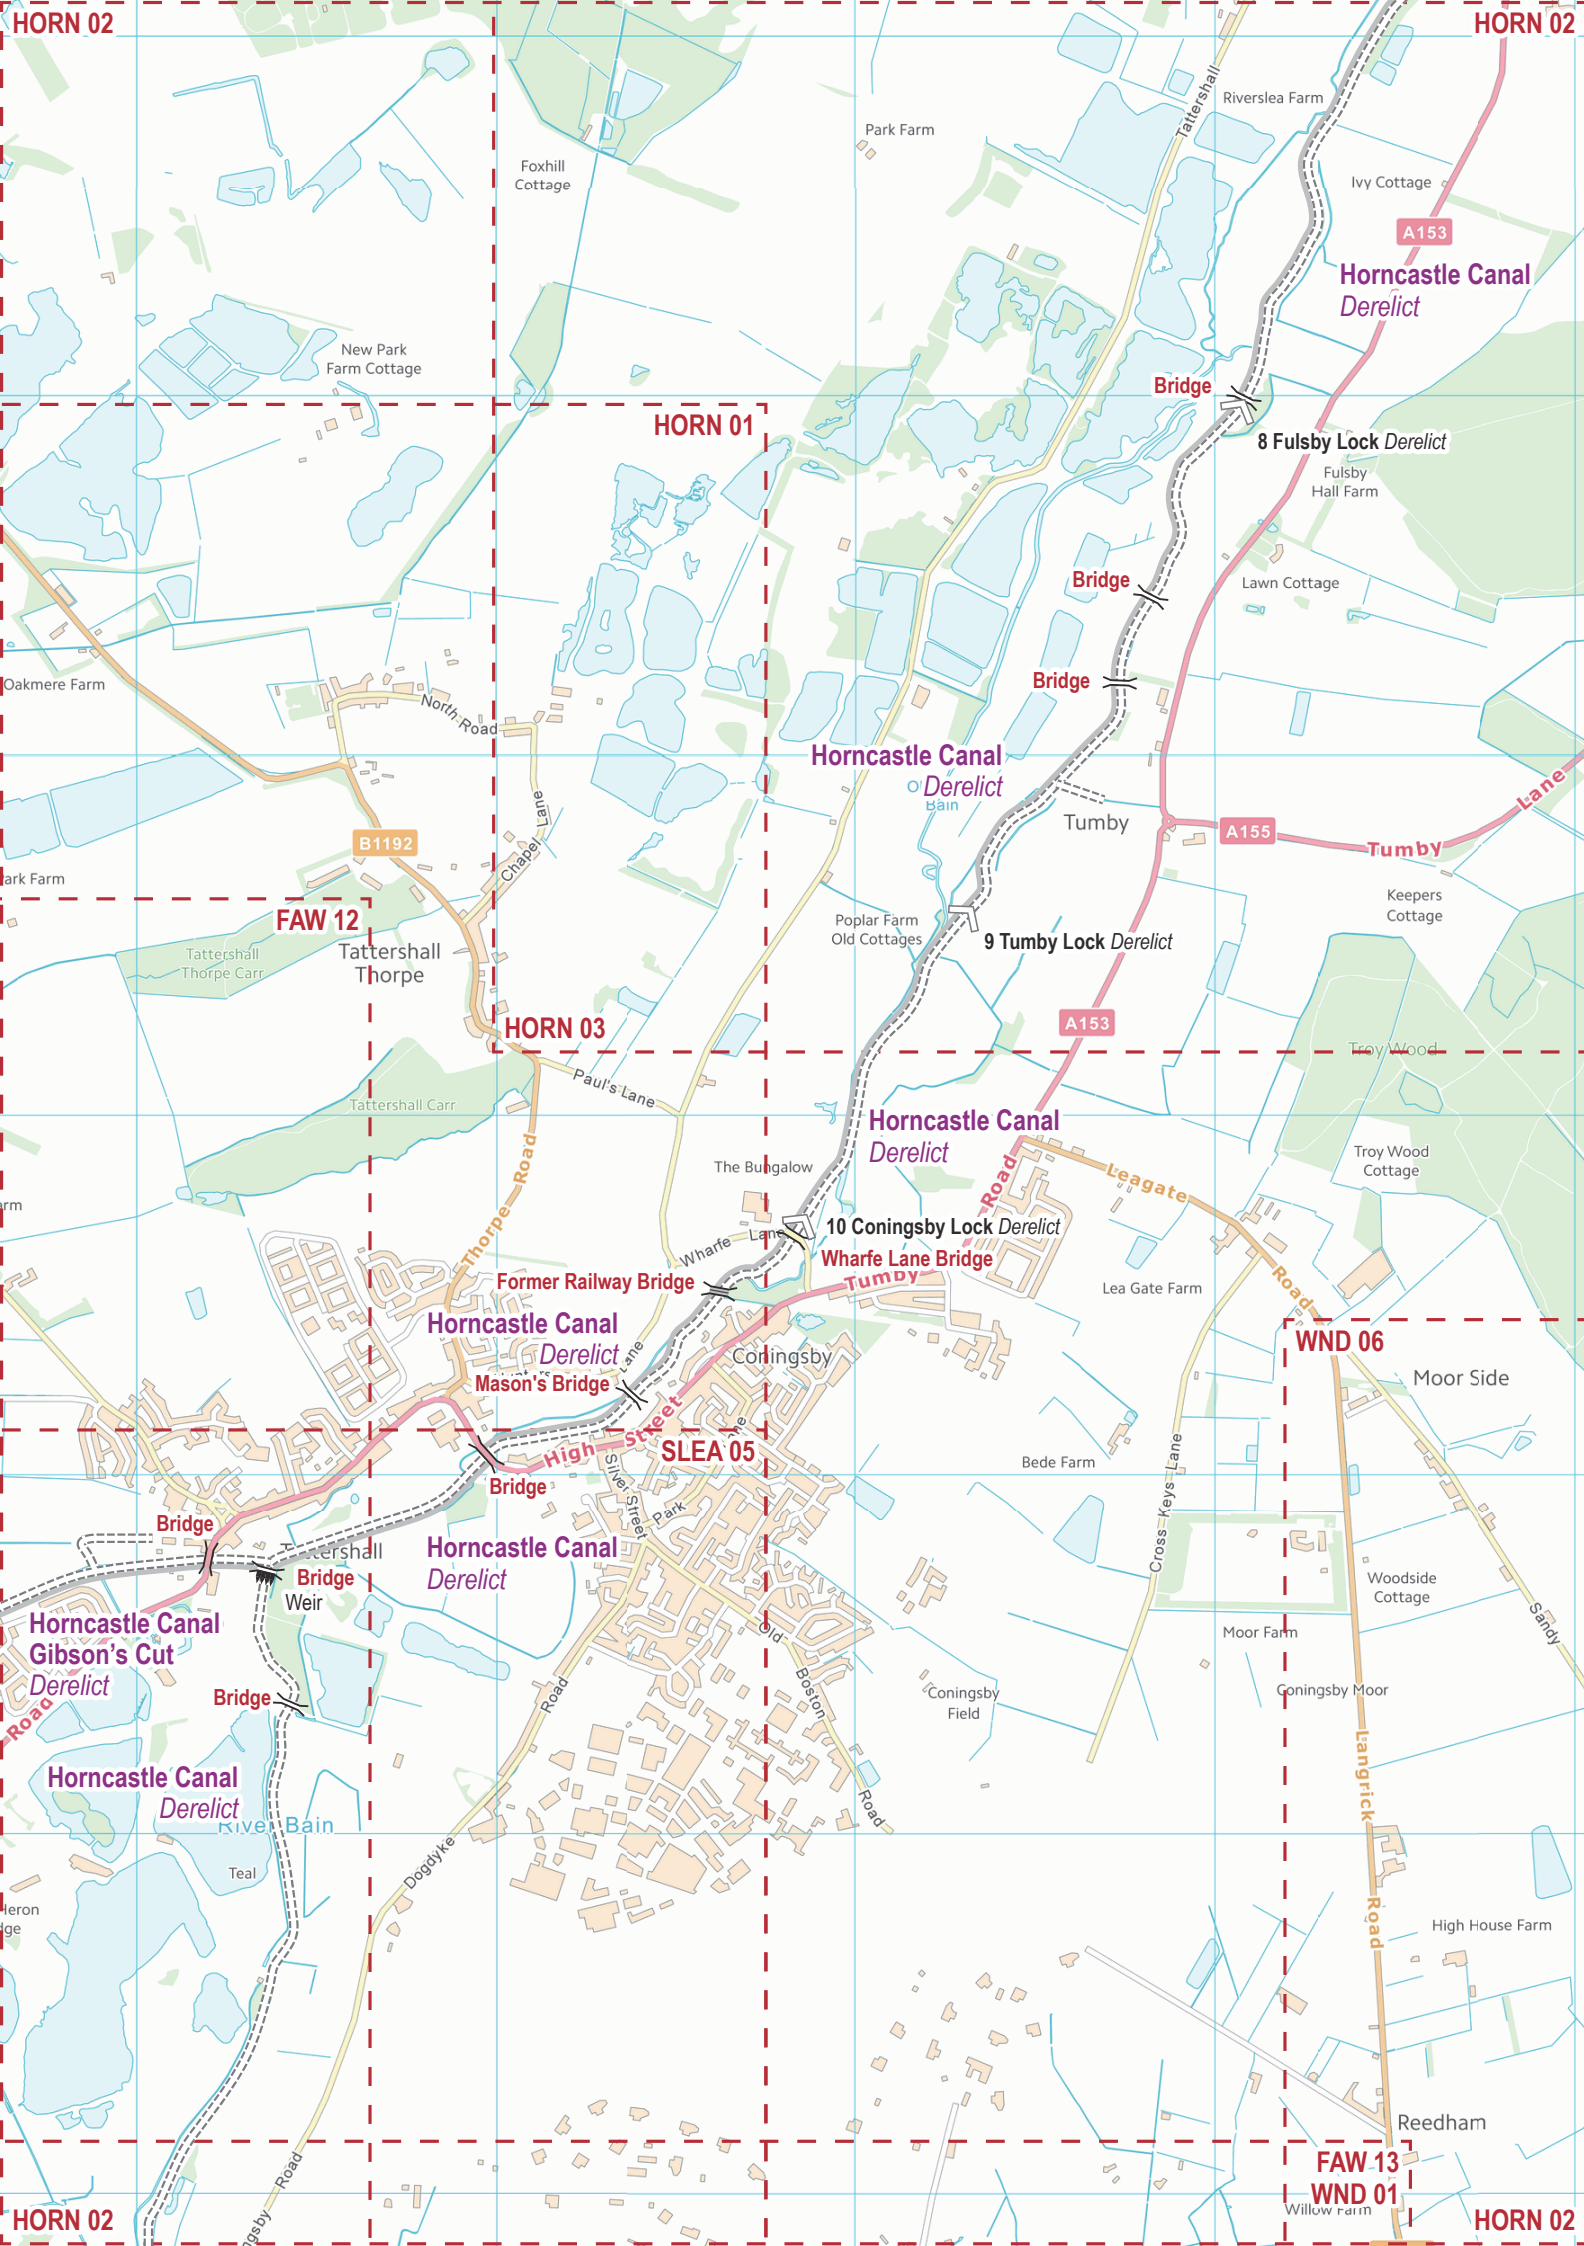 HORN 02
HORN 02
Tattershall
Riverslea Farm
Park Farm
Foxhill
Cottage
Ivy Cottage
A153
Horncastle Canal
Derelict
New Park
Farm Cottage
Bridge
HORN 01
8 Fulsby Lock Derelict
Fulsby
Hall Farm
Bridge
Lawn Cottage
Oakmere Farm
Bridge
North Road
Horncastle Canal
Derelict
Bain
Lane
Chapel Lane
Tumby
A155
Tumby
B1192
ark Farm
Keepers
Cottage
FAW 12
Poplar Farm
Old Cottages
9 Tumby Lock Derelict
Tattershall
Thorpe Carr
Tattershall
Thorpe
A153
HORN 03
Troy Wood
Paul's Lane
Tattershall Carr
Horncastle Canal
Derelict
Thorpe Road
The Bungalow
Troy Wood
Cottage
Leagate
Road
rm
10 Coningsby Lock Derelict
Wharfe Lane
Wharfe Lane Bridge
Former Railway Bridge
Tumby
Lea Gate Farm
Road
Horncastle Canal
Derelict
WND 06
Lane
Coningsby
Mason's Bridge
Moor Side
High Street
SLEA 05
Bede Farm
Cross Keys Lane
Bridge
Silver Street
Park
Bridge
Horncastle Canal
Derelict
Bridge
Weir
Woodside
Cottage
Horncastle Canal
Gibson's Cut
Derelict
Old
Boston
Road
Moor Farm
Sandy
Bridge
Road
Coningsby
Field
Coningsby Moor
Road
Horncastle Canal
Derelict
River Bain
Langrick
Road
Teal
Dogdyke
Heron
dge
High House Farm
Reedham
FAW 13
WND 01
Willow Farm
Road
ngsby
HORN 02
HORN 02